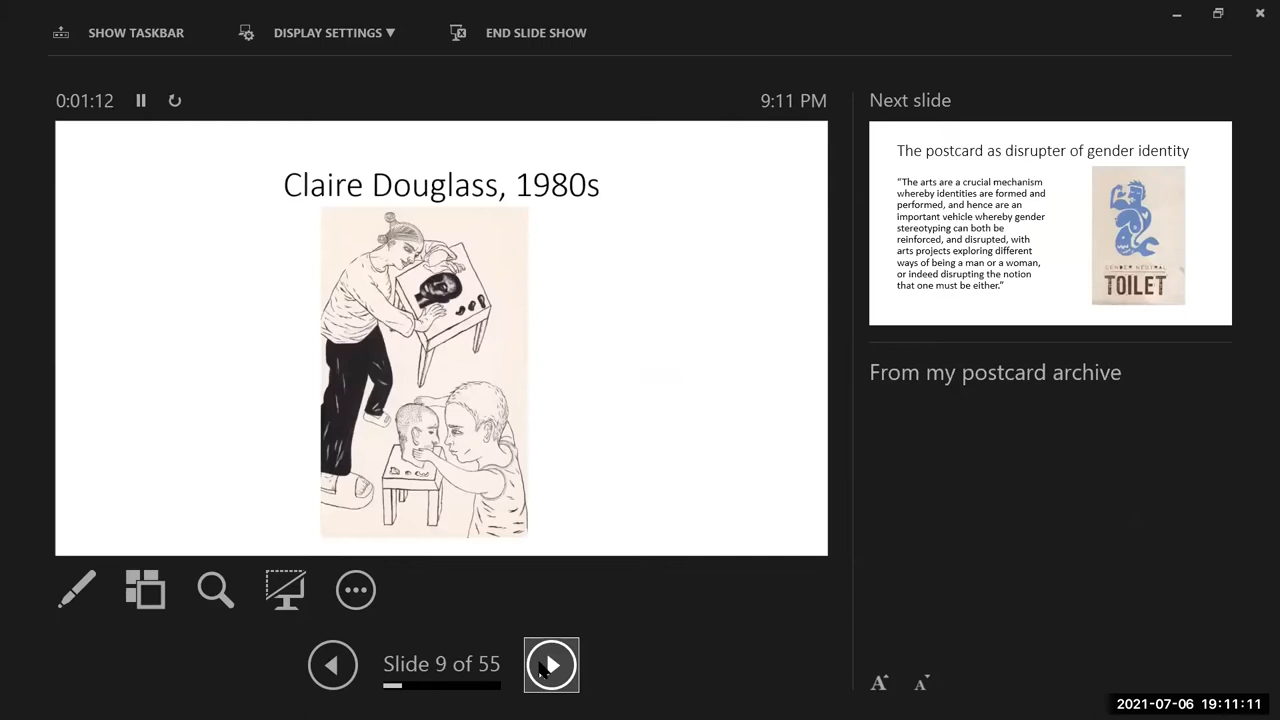 SHOW TASKBAR
DISPLAY SETTINGS ▼
END SLIDE SHOW
0:01:12
9:11 PM
Claire Douglass, 1980s
Next slide
The postcard as disrupter of gender identity
“The arts are a crucial mechanism
whereby identities are formed and
performed, and hence are an
important vehicle whereby gender
stereotyping can both be
reinforced, and disrupted, with
arts projects exploring different
ways of being a man or a woman,
or indeed disrupting the notion
that one must be either.”
GENDER NEUTRAL
TOILET
From my postcard archive
Slide 9 of 55
A A
2021-07-06 19:11:11